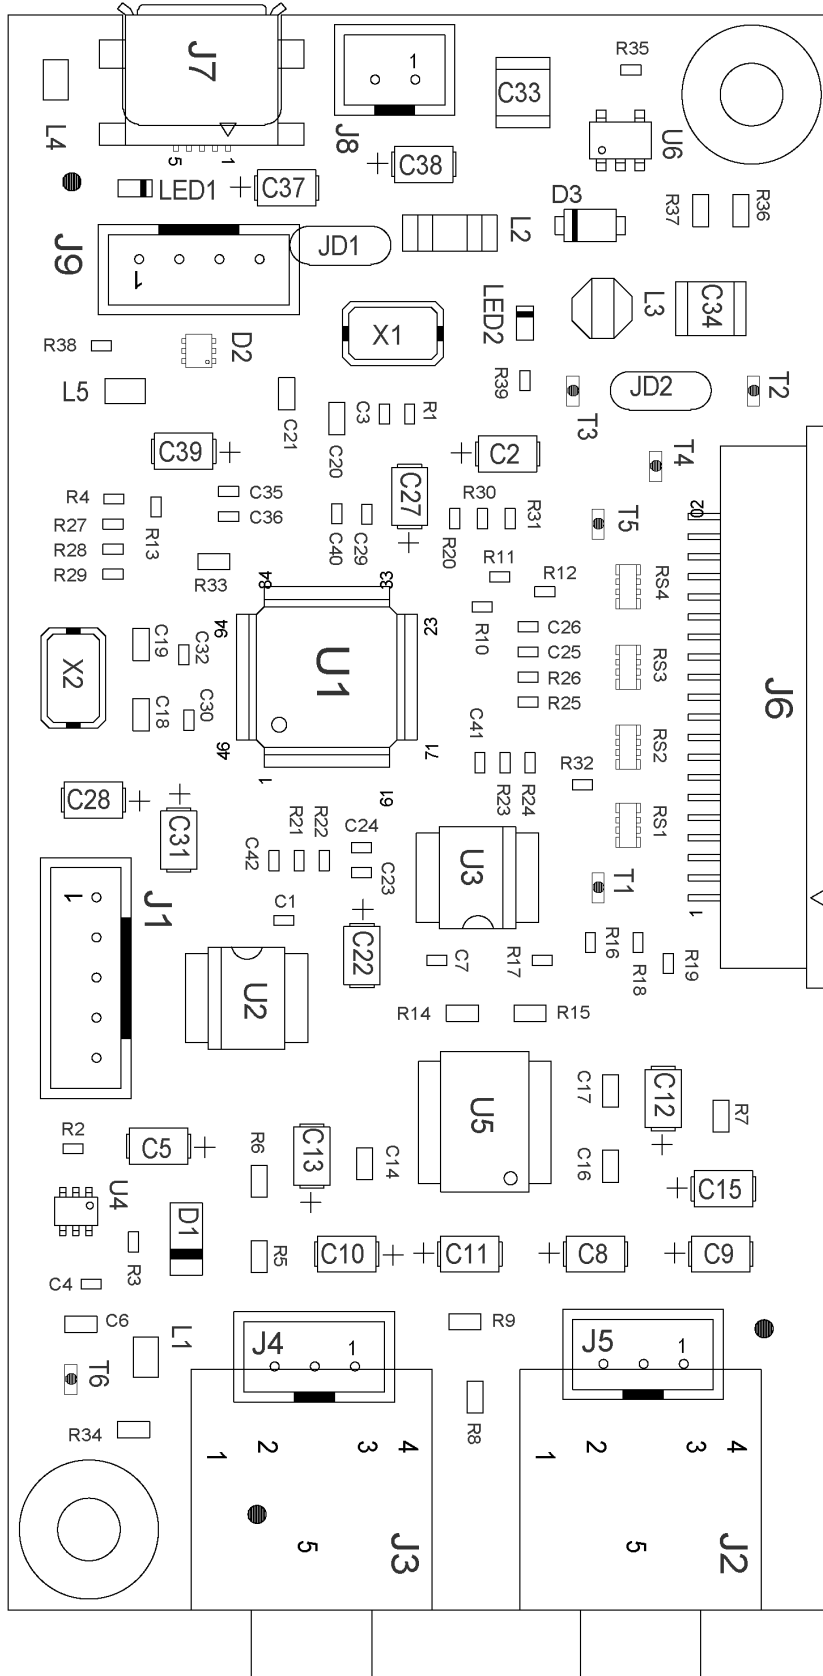 J7
5
1
L4
J8
1
C33
R35
U6
C38
LED1
C37
D3
R37
R36
J9
1
JD1
L2
LED2
L3
C34
X1
R38
D2
R39
L5
C21
C20
C3
R1
T3
JD2
T2
C39
C2
T4
C27
R4
R27
R28
R29
R13
C35
C36
C40
C29
R20
R30
R31
T5
20
R33
R11
R12
RS4
84
33
94
23
R10
C19
C32
U1
C26
C25
R26
R25
RS3
X2
J6
C18
C30
46
1
71
61
C41
R23
R24
R32
RS2
C28
C31
RS1
C42
R21
R22
C24
C23
U3
J1
1
C1
T1
1
C22
C7
R17
R16
R18
R19
U2
R14
R15
U5
C17
C12
R7
R2
C5
R6
C13
C14
C16
C15
U4
D1
R3
R5
C10
C11
C8
C9
C4
C6
L1
J4
1
R9
J5
1
T6
R8
R34
1
2
3
4
5
J3
1
2
3
4
5
J2